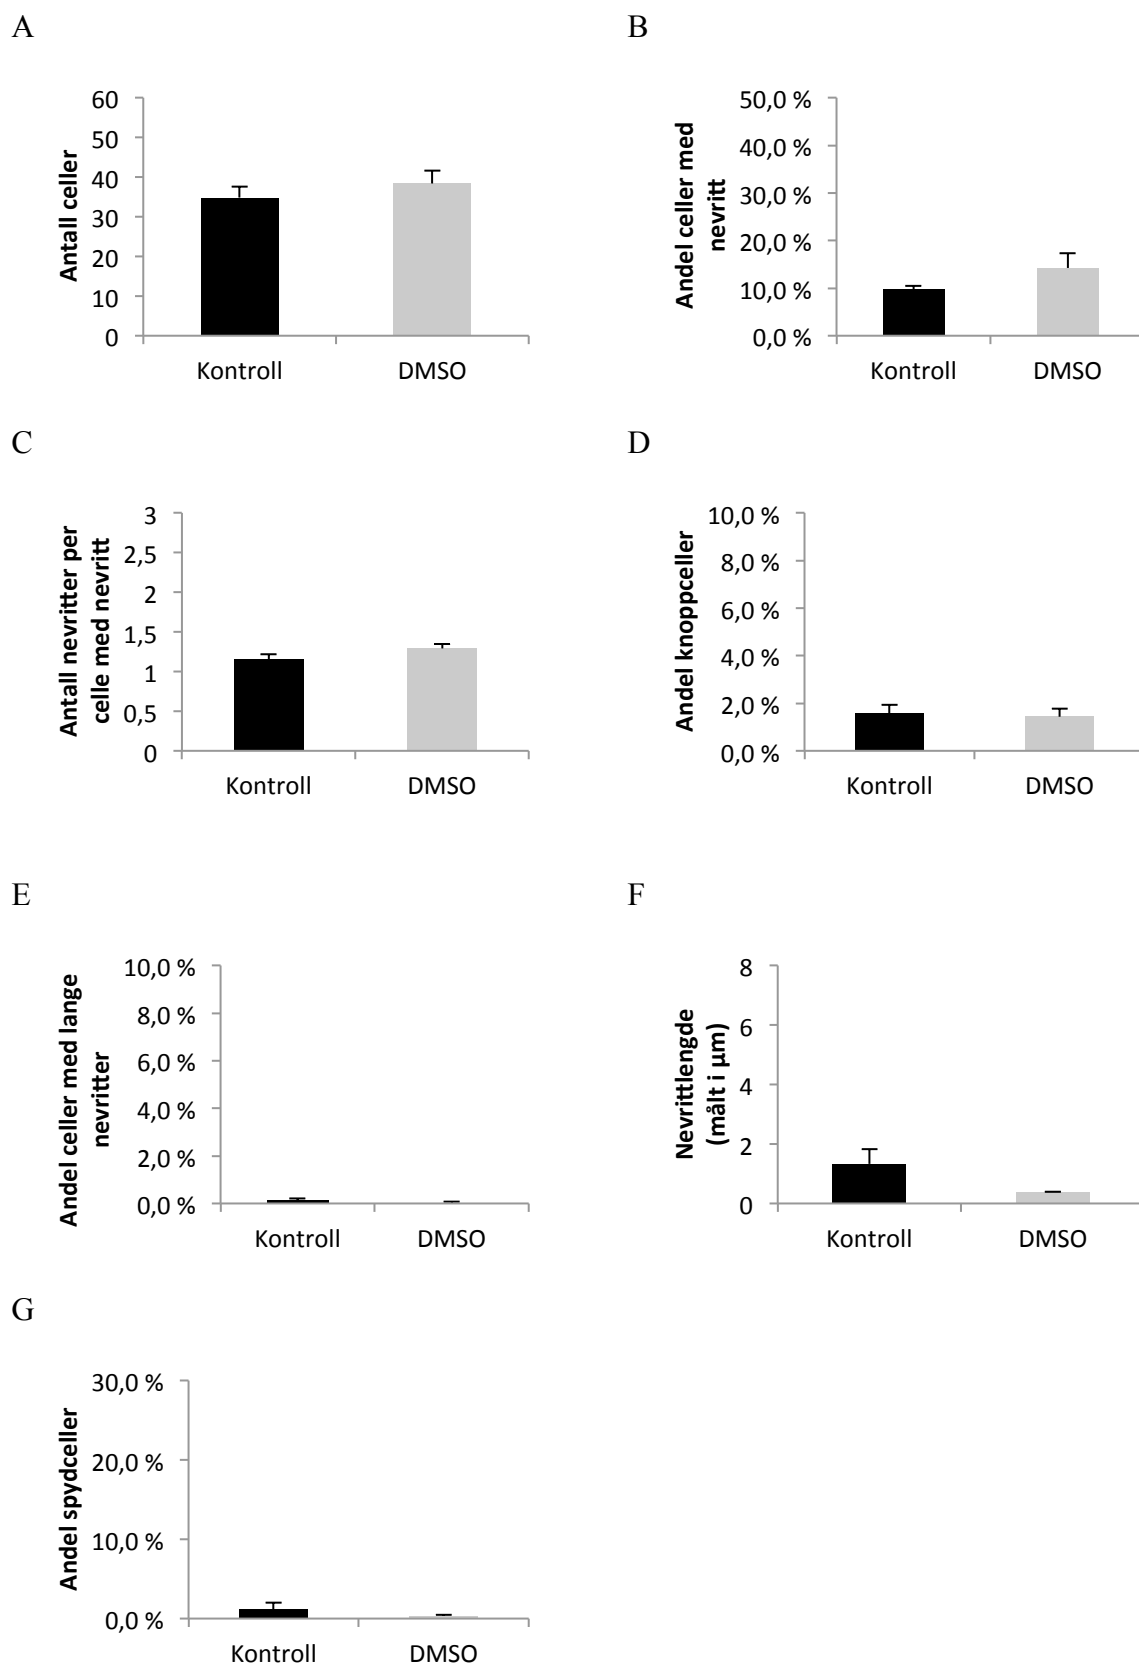 A
Antall celler
60
50
40
30
20
10
0
Kontroll DMSO
B
Andel celler med
nevritt
50,0 %
40,0 %
30,0 %
20,0 %
10,0 %
0,0 %
Kontroll DMSO
C
Antall nevritter per
celle med nevritt
3
2,5
2
1,5
1
0,5
0
Kontroll DMSO
D
Andel knoppceller
10,0 %
8,0 %
6,0 %
4,0 %
2,0 %
0,0 %
Kontroll DMSO
E
Andel celler med lange
nevritter
10,0 %
8,0 %
6,0 %
4,0 %
2,0 %
0,0 %
Kontroll DMSO
F
Nevrittlengde
(målt i µm)
8
6
4
2
0
Kontroll DMSO
G
Andel spydceller
30,0 %
20,0 %
10,0 %
0,0 %
Kontroll DMSO